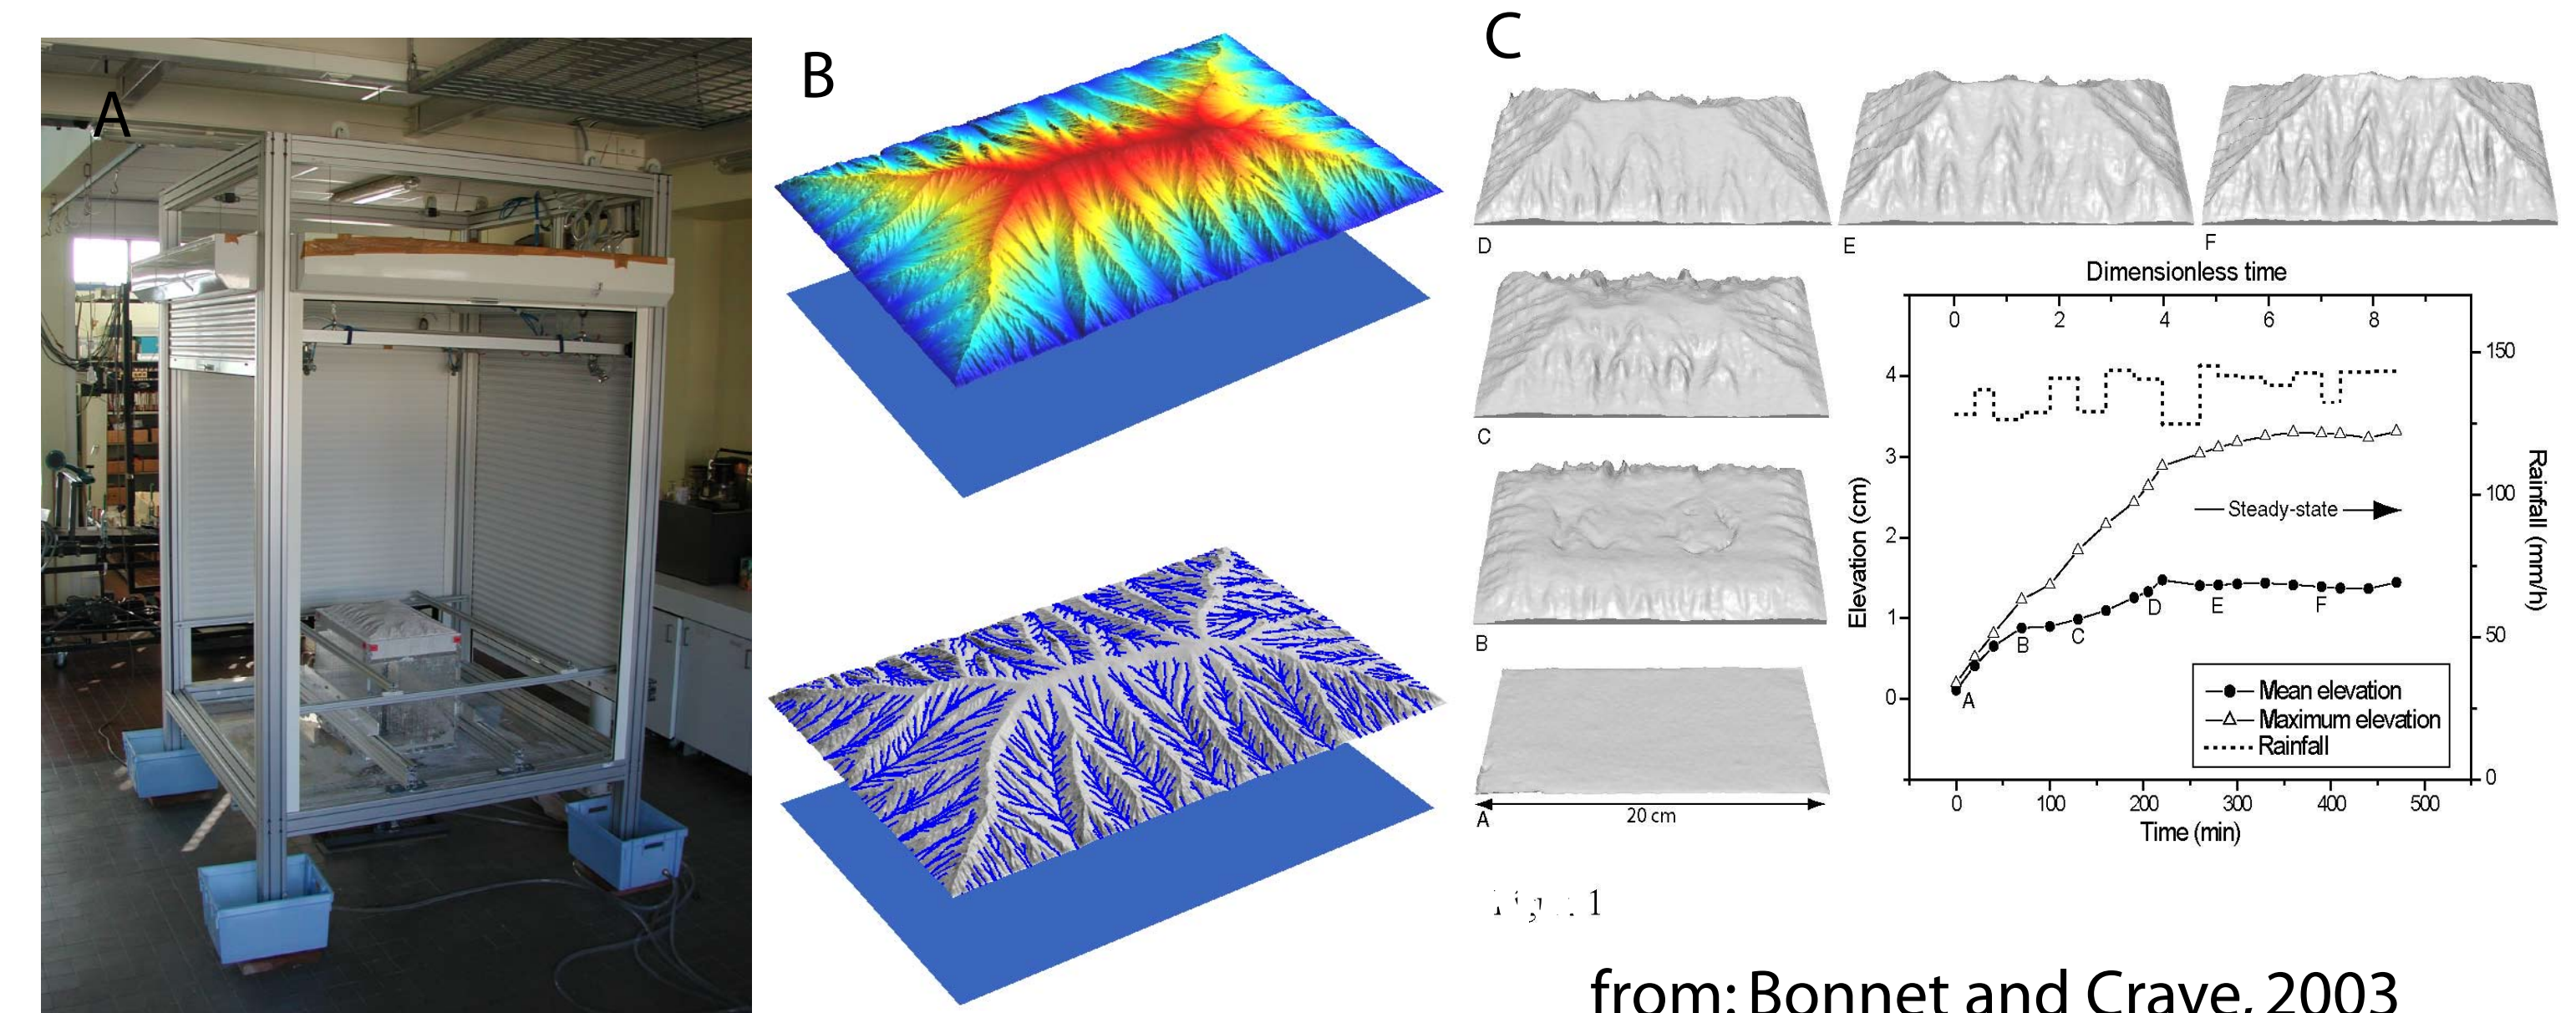 A
B
C
D
E
F
C
B
A
20 cm
Dimensionless time
0 2 4 6 8
Elevation (cm)
4
3
2
1
0
Rainfall (mm/h)
150
100
50
0
Steady-state
A
B
C
D
E
F
Mean elevation
Maximum elevation
Rainfall
0 100 200 300 400 500
Time (min)
1
from: Bonnet and Crave, 2003